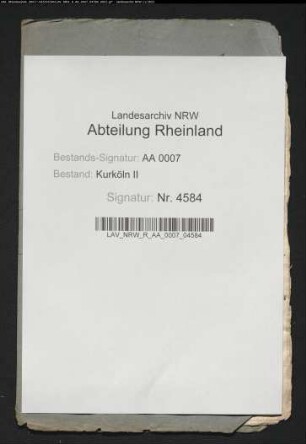 Landesarchiv NRW
Abteilung Rheinland
Bestands-Signatur: AA 0007
Bestand: Kurköln II
Signatur: Nr. 4584
LAV_NRW_R_AA_0007_04584